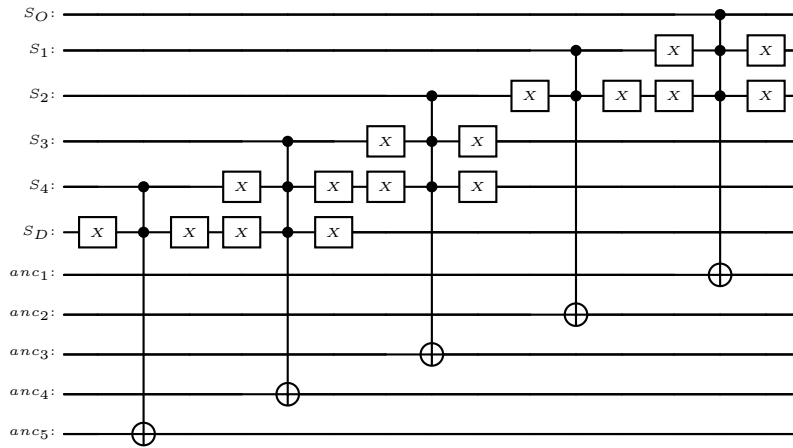 S_O:
S_1: X X
S_2: X X X X
S_3: X X
S_4: X X X X
S_D: X X X X
anc_1:
anc_2:
anc_3:
anc_4:
anc_5: